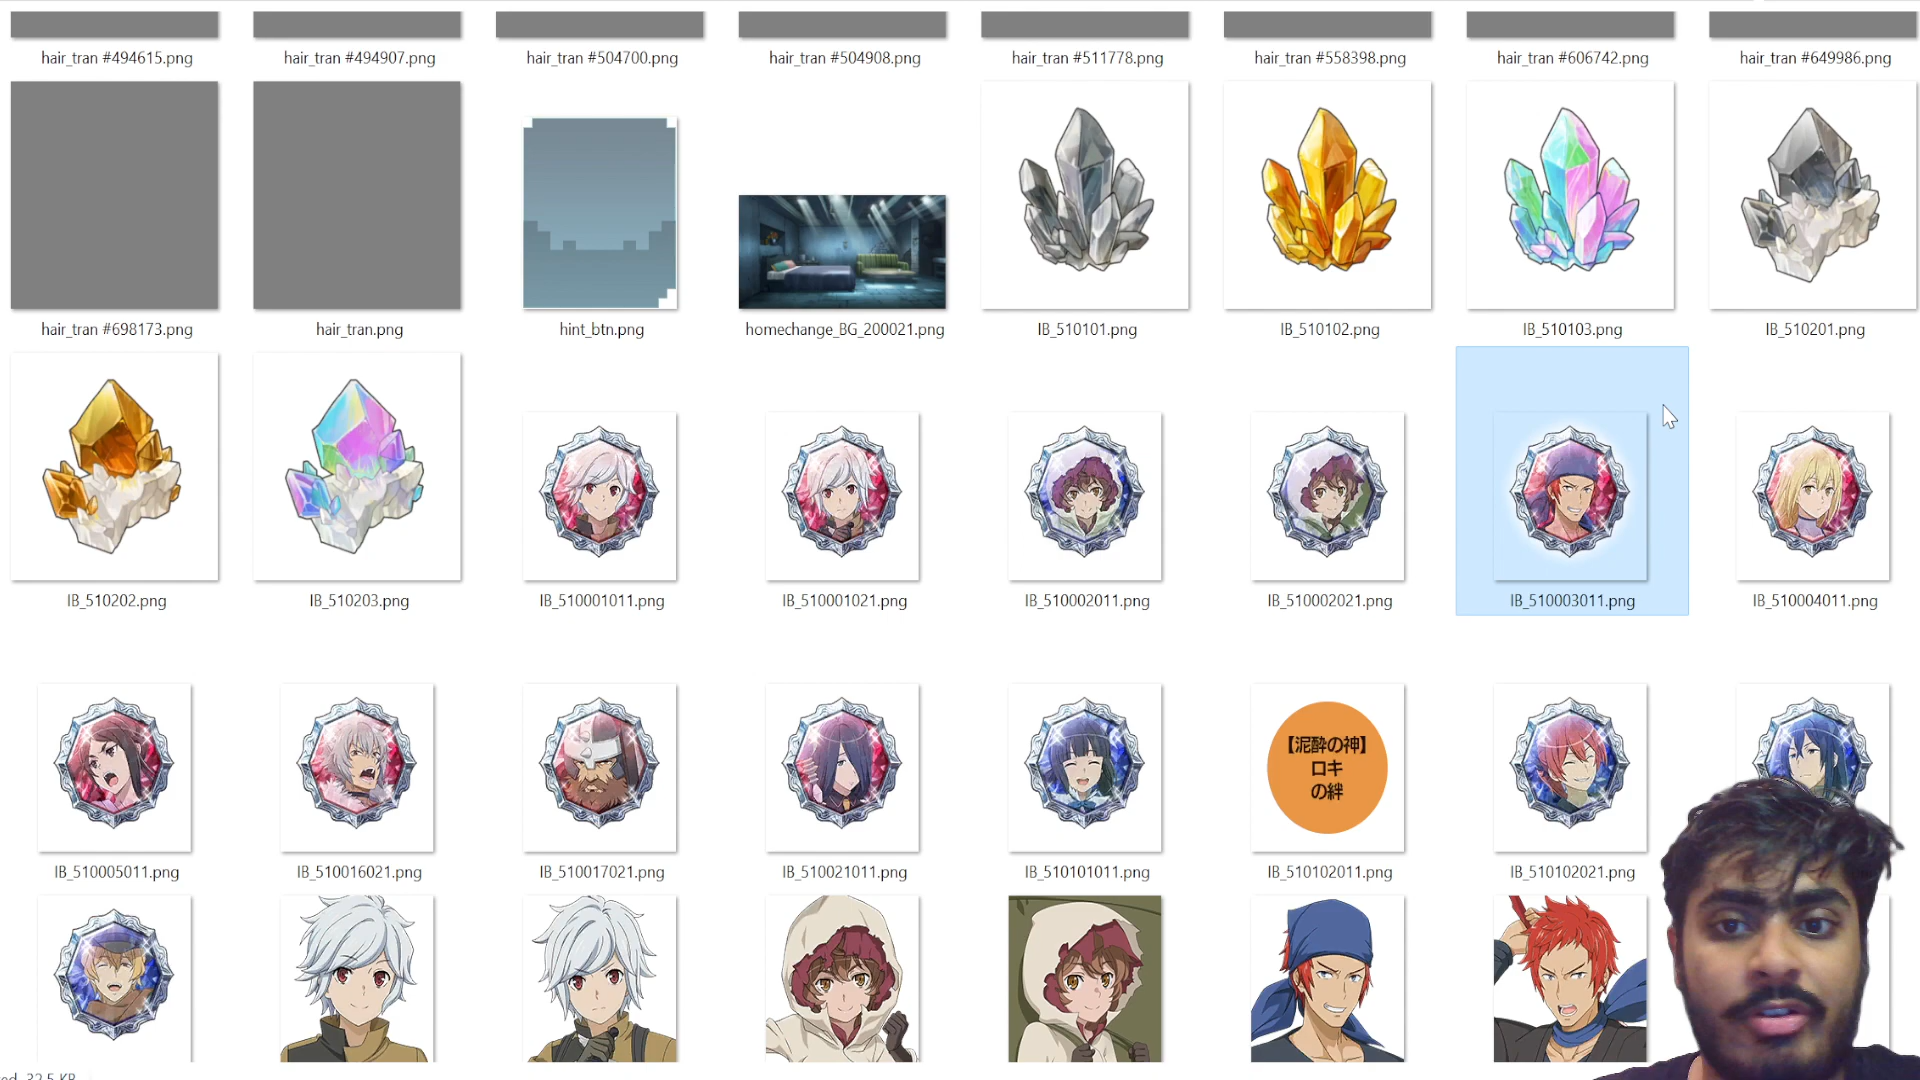 hair_tran #494615.png
hair_tran #494907.png
hair_tran #504700.png
hair_tran #504908.png
hair_tran #511778.png
hair_tran #558398.png
hair_tran #606742.png
hair_tran #649986.png
hair_tran #698173.png
hair_tran.png
hint_btn.png
homechange_BG_200021.png
IB_510101.png
IB_510102.png
IB_510103.png
IB_510201.png
IB_510202.png
IB_510203.png
IB_510001011.png
IB_510001021.png
IB_510002011.png
IB_510002021.png
IB_510003011.png
IB_510004011.png
【泥酔の神】
ロキ
の絆
IB_510005011.png
IB_510016021.png
IB_510017021.png
IB_510021011.png
IB_510101011.png
IB_510102011.png
IB_510102021.png
32.5 KB